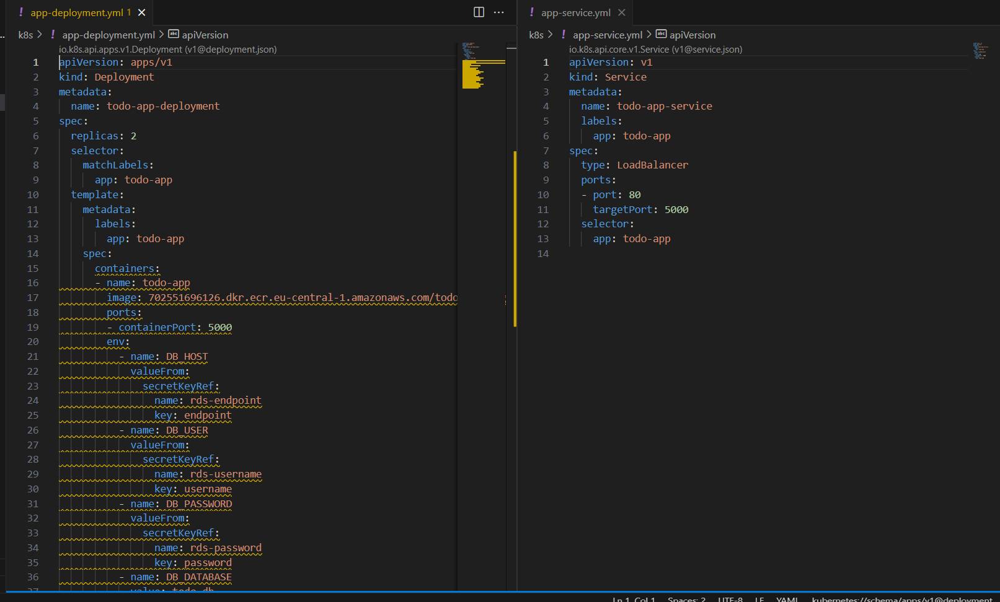 ! app-deployment.yml 1 ×
k8s > ! app-deployment.yml > apiVersion
io.k8s.api.apps.v1.Deployment (v1@deployment.json)
1 apiVersion: apps/v1
2 kind: Deployment
3 metadata:
4 name: todo-app-deployment
5 spec:
6 replicas: 2
7 selector:
8 matchLabels:
9 app: todo-app
10 template:
11 metadata:
12 labels:
13 app: todo-app
14 spec:
15 containers:
16 - name: todo-app
17 image: 702551696126.dkr.ecr.eu-central-1.amazonaws.com/todo
18 ports:
19 - containerPort: 5000
20 env:
21 - name: DB_HOST
22 valueFrom:
23 secretKeyRef:
24 name: rds-endpoint
25 key: endpoint
26 - name: DB_USER
27 valueFrom:
28 secretKeyRef:
29 name: rds-username
30 key: username
31 - name: DB_PASSWORD
32 valueFrom:
33 secretKeyRef:
34 name: rds-password
35 key: password
36 - name: DB_DATABASE
37 value: todo_db
! app-service.yml ×
k8s > ! app-service.yml > apiVersion
io.k8s.api.core.v1.Service (v1@service.json)
1 apiVersion: v1
2 kind: Service
3 metadata:
4 name: todo-app-service
5 labels:
6 app: todo-app
7 spec:
8 type: LoadBalancer
9 ports:
10 - port: 80
11 targetPort: 5000
12 selector:
13 app: todo-app
14
Ln 1, Col 1 Spaces: 2 UTF-8 LF YAML kubernetes://schema/apps/v1@deployment